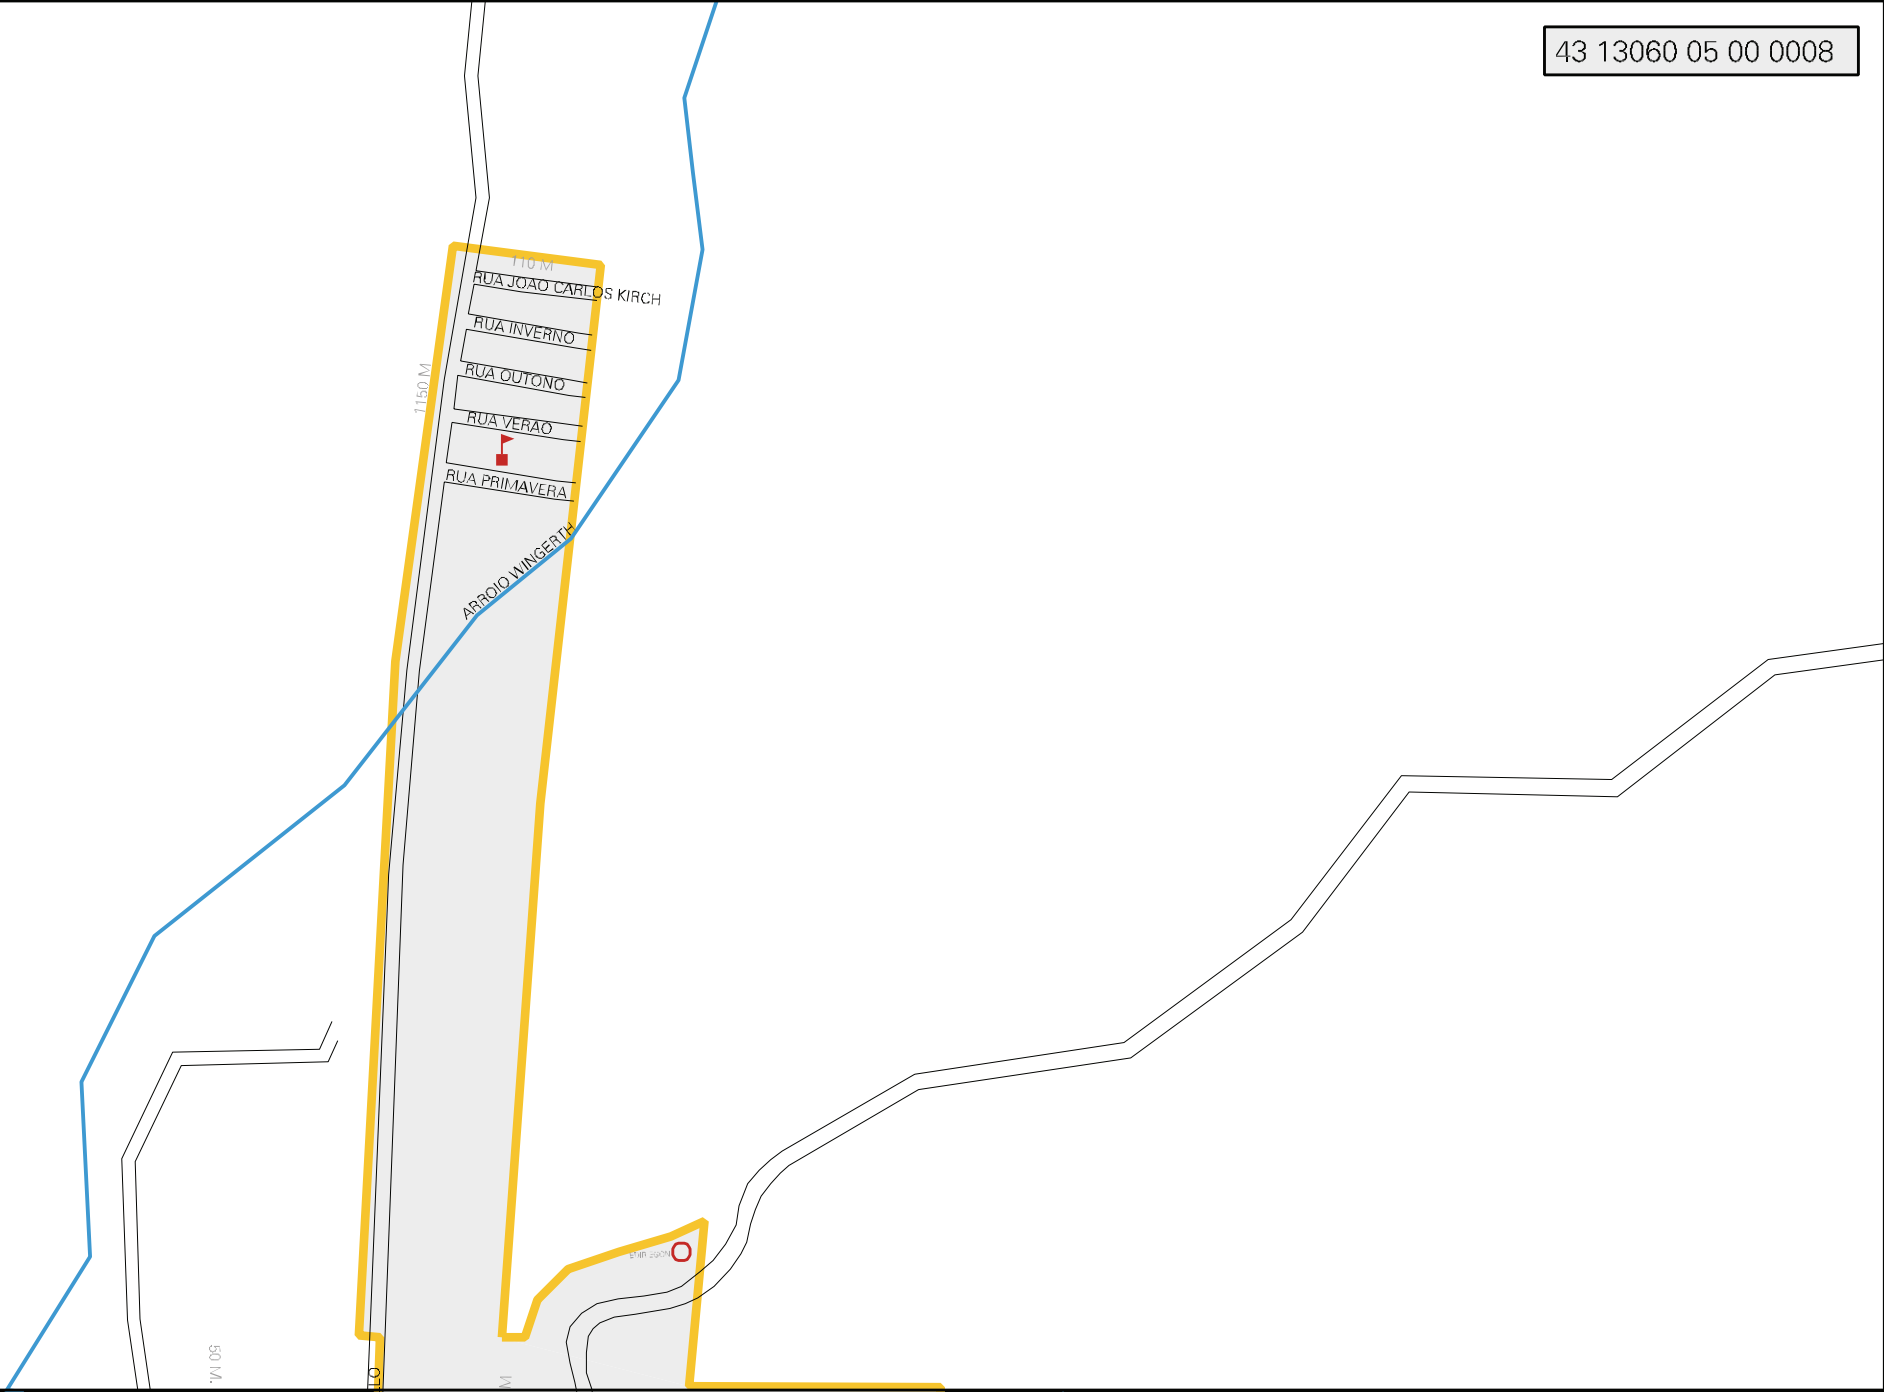 43 13060 05 00 0008
110 M
RUA JOAO CARLOS KIRCH
RUA INVERNO
1150 M
RUA OUTONO
RUA VERAO
RUA PRIMAVERA
ARROIO WINGERTH
50 M.